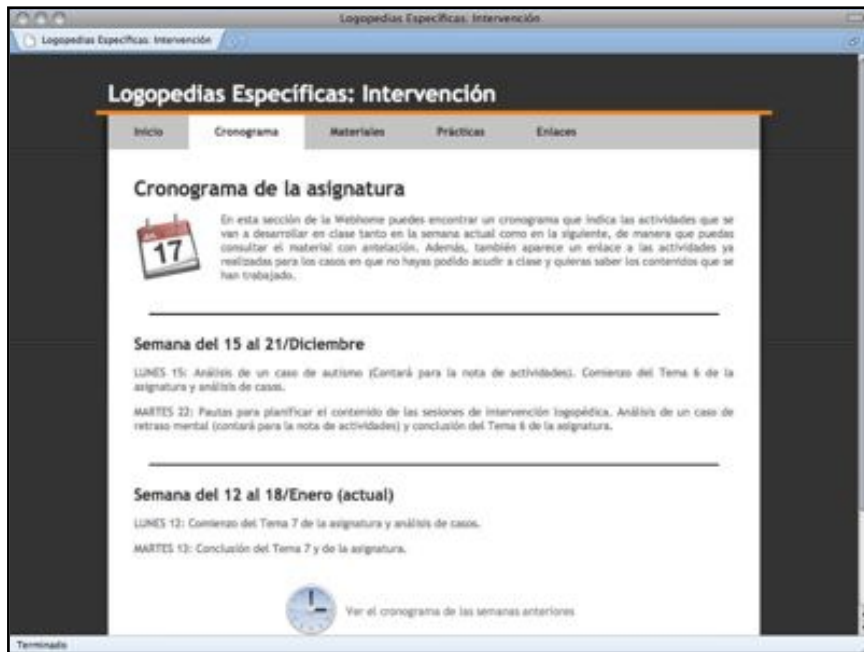 Logopedias Específicas: Intervención
Logopedias Específicas: Intervención
Logopedias Específicas: Intervención
Inicio Cronograma Materiales Prácticas Enlaces
Cronograma de la asignatura
En esta sección de la Webhome puedes encontrar un cronograma que indica las actividades que se
van a desarrollar en clase tanto en la semana actual como en la siguiente, de manera que puedas
consultar el material con antelación. Además, también aparece un enlace a las actividades ya
realizadas para los casos en que no hayas podido acudir a clase y quieras saber los contenidos que se
han trabajado.
JUL
17
Semana del 15 al 21/Diciembre
LUNES 15: Análisis de un caso de autismo (Contará para la nota de actividades). Comienzo del Tema 6 de la
asignatura y análisis de casos.
MARTES 22: Pautas para planificar el contenido de las sesiones de intervención logopédica. Análisis de un caso de
retraso mental (contará para la nota de actividades) y conclusión del Tema 6 de la asignatura.
Semana del 12 al 18/Enero (actual)
LUNES 12: Comienzo del Tema 7 de la asignatura y análisis de casos.
MARTES 13: Conclusión del Tema 7 y de la asignatura.
Ver el cronograma de las semanas anteriores
Terminado